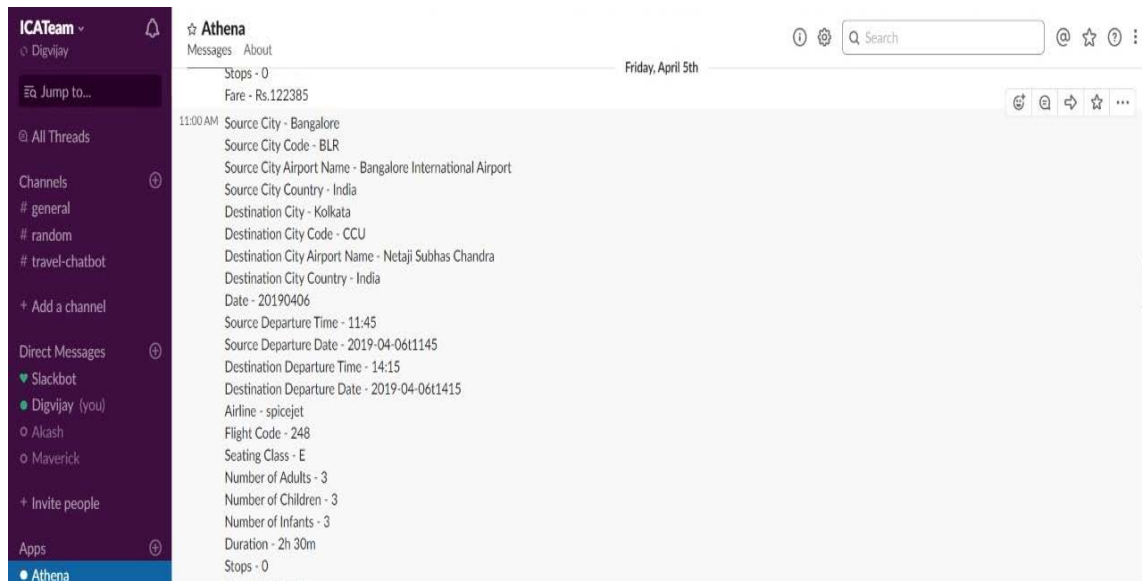 ICATeam
Digvijay
Jump to...
All Threads
Channels
# general
# random
# travel-chatbot
+ Add a channel
Direct Messages
Slackbot
Digvijay (you)
Akash
Maverick
+ Invite people
Apps
Athena
Athena
Messages About
Search
Friday, April 5th
Stops - 0
Fare - Rs.122385
11:00 AM Source City - Bangalore
Source City Code - BLR
Source City Airport Name - Bangalore International Airport
Source City Country - India
Destination City - Kolkata
Destination City Code - CCU
Destination City Airport Name - Netaji Subhas Chandra
Destination City Country - India
Date - 20190406
Source Departure Time - 11:45
Source Departure Date - 2019-04-06t1145
Destination Departure Time - 14:15
Destination Departure Date - 2019-04-06t1415
Airline - spicejet
Flight Code - 248
Seating Class - E
Number of Adults - 3
Number of Children - 3
Number of Infants - 3
Duration - 2h 30m
Stops - 0